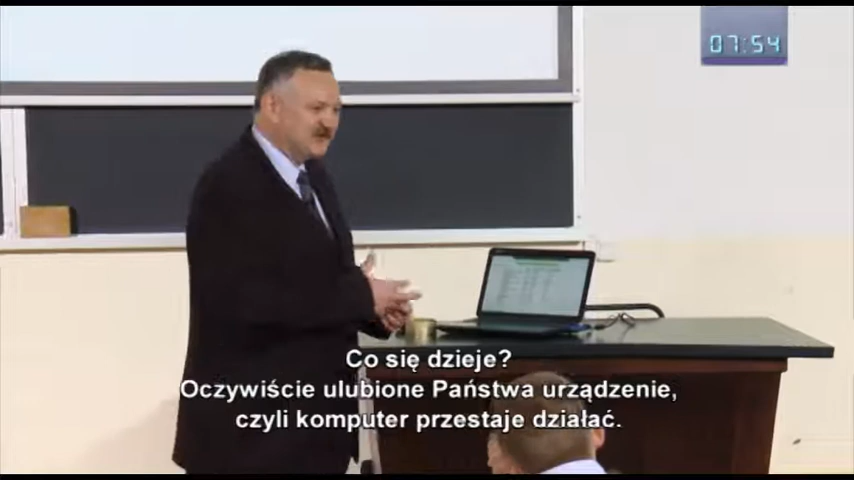 07:54
Co się dzieje?
Oczywiście ulubione Państwa urządzenie,
czyli komputer przestaje działać.